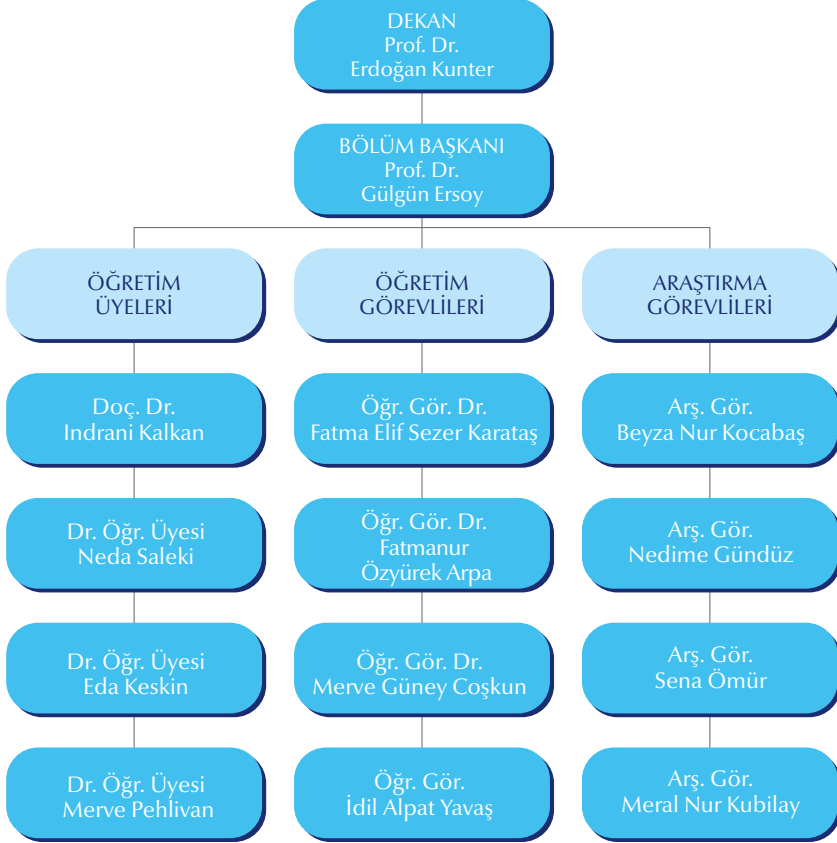 DEKAN
Prof. Dr.
Erdoğan Kunter
BÖLÜM BAŞKANI
Prof. Dr.
Gülgün Ersoy
ÖĞRETİM
ÜYELERİ
Doç. Dr.
Indrani Kalkan
Dr. Öğr. Üyesi
Neda Saleki
Dr. Öğr. Üyesi
Eda Keskin
Dr. Öğr. Üyesi
Merve Pehlivan
ÖĞRETİM
GÖREVLİLERİ
Öğr. Gör. Dr.
Fatma Elif Sezer Karataş
Öğr. Gör. Dr.
Fatmanur
Özyürek Arpa
Öğr. Gör. Dr.
Merve Güney Coşkun
Öğr. Gör.
İdil Alpat Yavaş
ARAŞTIRMA
GÖREVLİLERİ
Arş. Gör.
Beyza Nur Kocabaş
Arş. Gör.
Nedime Gündüz
Arş. Gör.
Sena Ömür
Arş. Gör.
Meral Nur Kubilay